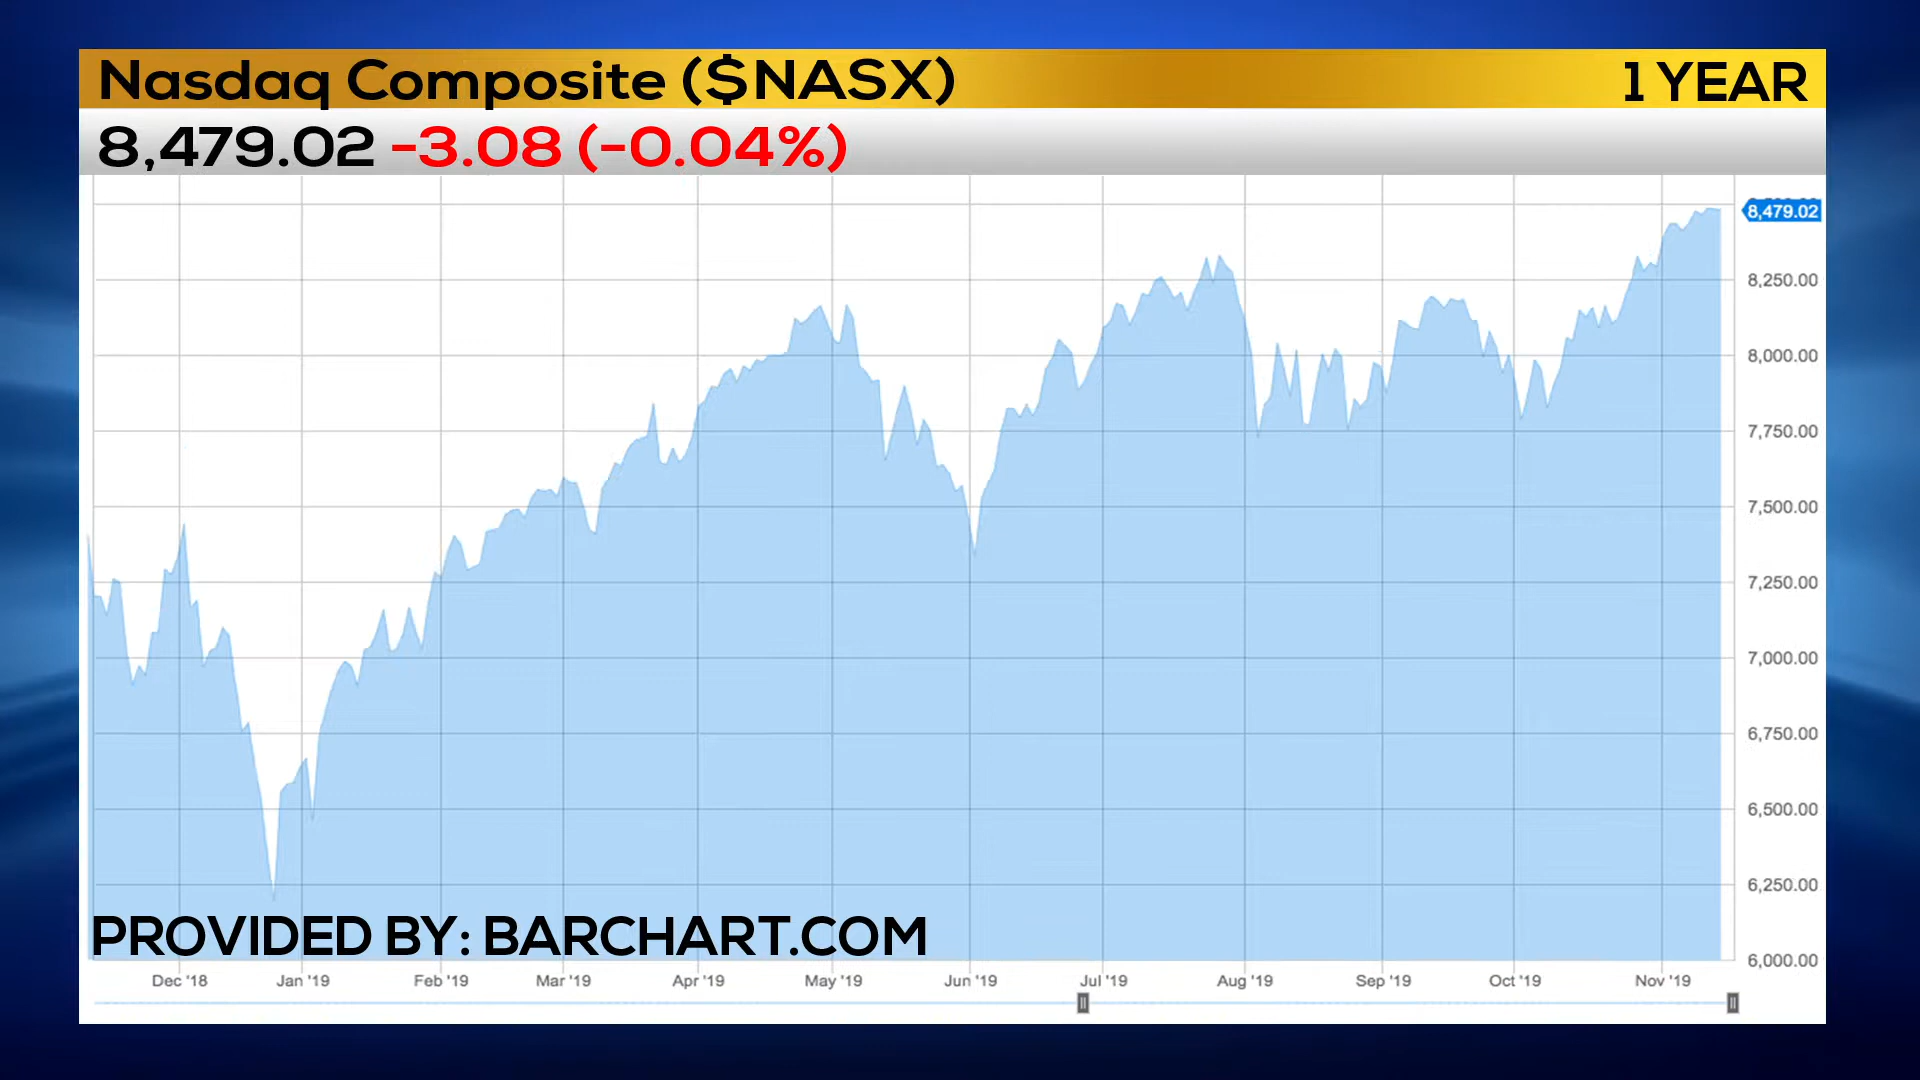 Nasdaq Composite ($NASX) 1 YEAR
8,479.02 -3.08 (-0.04%)
8,479.02
8,250.00
8,000.00
7,750.00
7,500.00
7,250.00
7,000.00
6,750.00
6,500.00
6,250.00
6,000.00
PROVIDED BY: BARCHART.COM
Dec '18 Jan '19 Feb '19 Mar '19 Apr '19 May '19 Jun '19 Jul '19 Aug '19 Sep '19 Oct '19 Nov '19